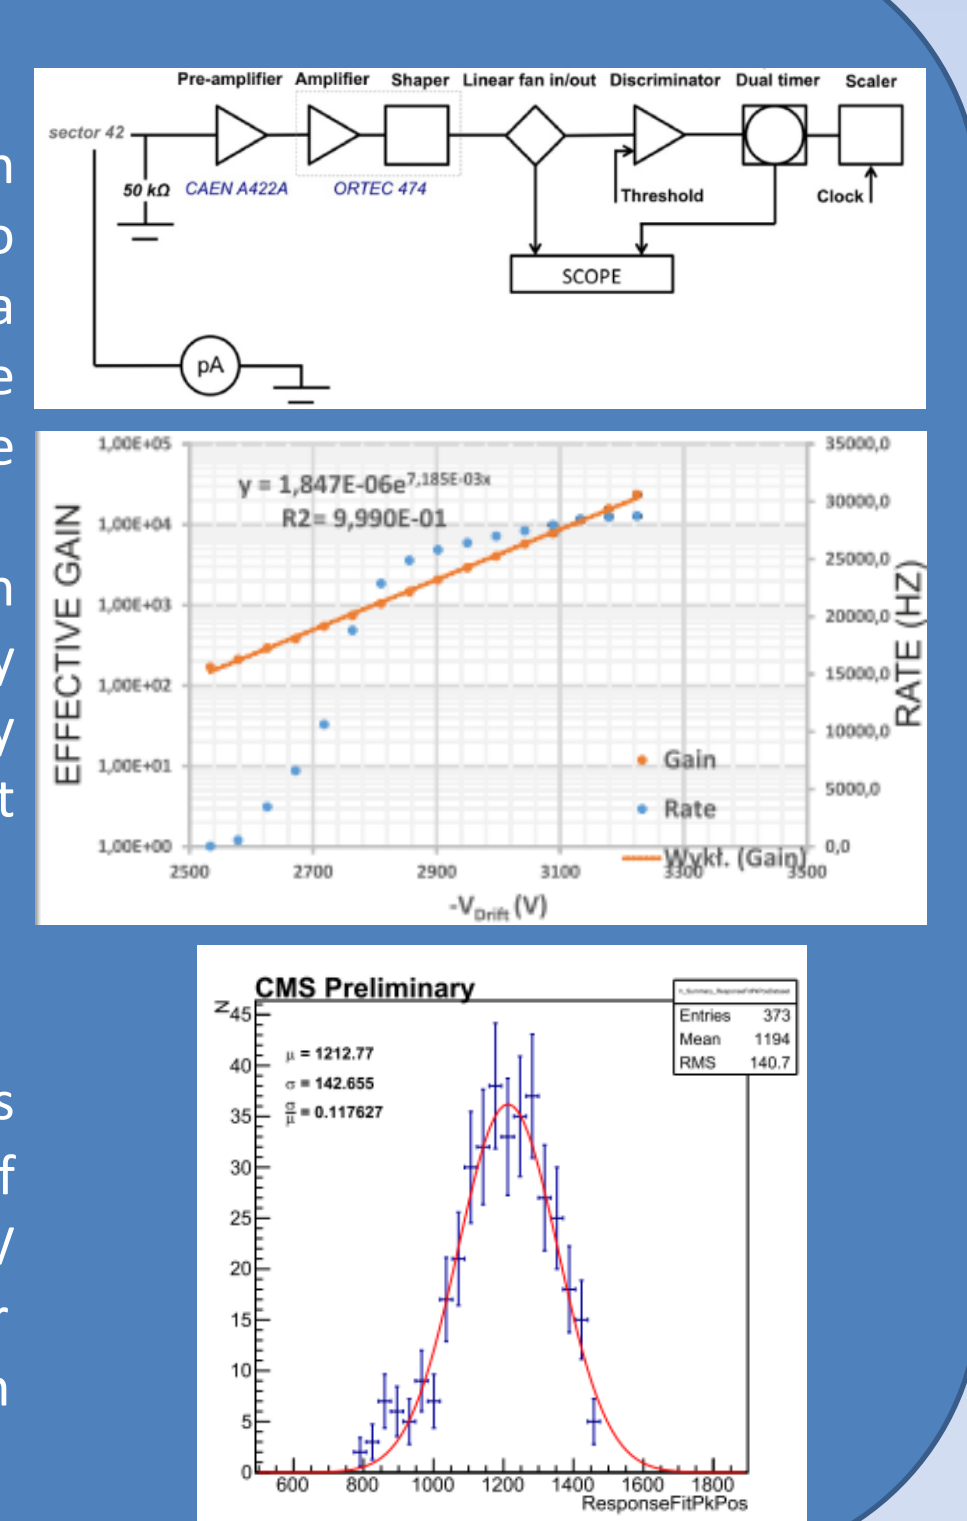 n
o
a
e
e
n
y
y
t
s
f
V
r
n
Pre-amplifier Amplifier Shaper Linear fan in/out Discriminator Dual timer Scaler
sector 42
50 kΩ CAEN A422A ORTEC 474 Threshold Clock
SCOPE
pA
y = 1,847E-06e7,185E-03x
R2= 9,990E-01
EFFECTIVE GAIN
1,00E+05
1,00E+04
1,00E+03
1,00E+02
1,00E+01
1,00E+00
35000,0
30000,0
25000,0
20000,0
15000,0
10000,0
5000,0
0,0
RATE (HZ)
Gain
Rate
Wykł. (Gain)
2500 2700 2900 3100 3300 3500
-VDrift (V)
CMS Preliminary
Entries 373
Mean 1194
RMS 140.7
μ = 1212.77
σ = 142.655
σ/μ = 0.117627
N
45
40
35
30
25
20
15
10
5
0
600 800 1000 1200 1400 1600 1800
ResponseFitPkPos